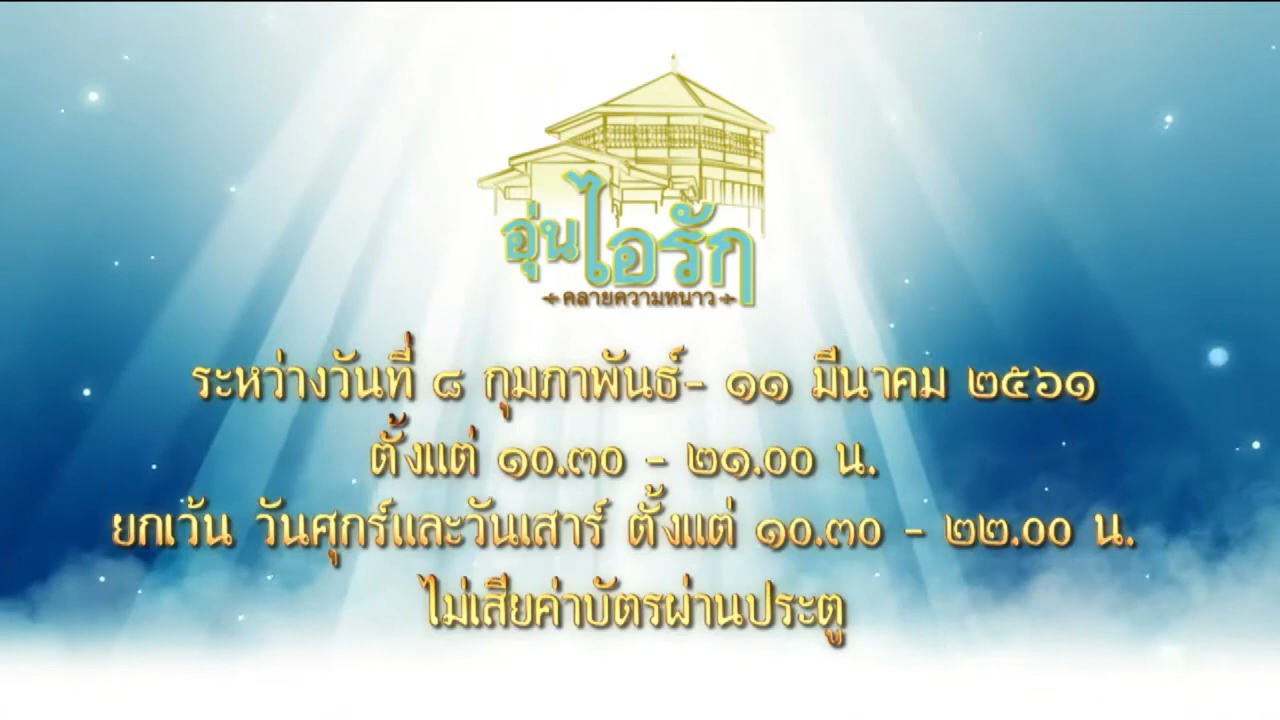 อุ่นไอรัก
คลายความหนาว
ระหว่างวันที่ ๘ กุมภาพันธ์- ๑๑ มีนาคม ๒๕๖๑
ตั้งแต่ ๑๐.๓๐ - ๒๑.๐๐ น.
ยกเว้น วันศุกร์และวันเสาร์ ตั้งแต่ ๑๐.๓๐ - ๒๒.๐๐ น.
ไม่เสียค่าบัตรผ่านประตู